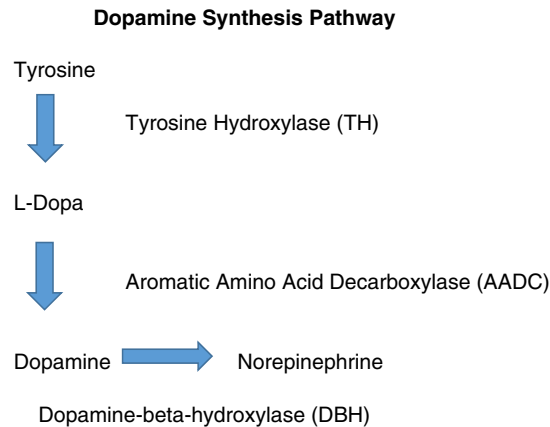 Dopamine Synthesis Pathway
Tyrosine
Tyrosine Hydroxylase (TH)
L-Dopa
Aromatic Amino Acid Decarboxylase (AADC)
Dopamine
Norepinephrine
Dopamine-beta-hydroxylase (DBH)